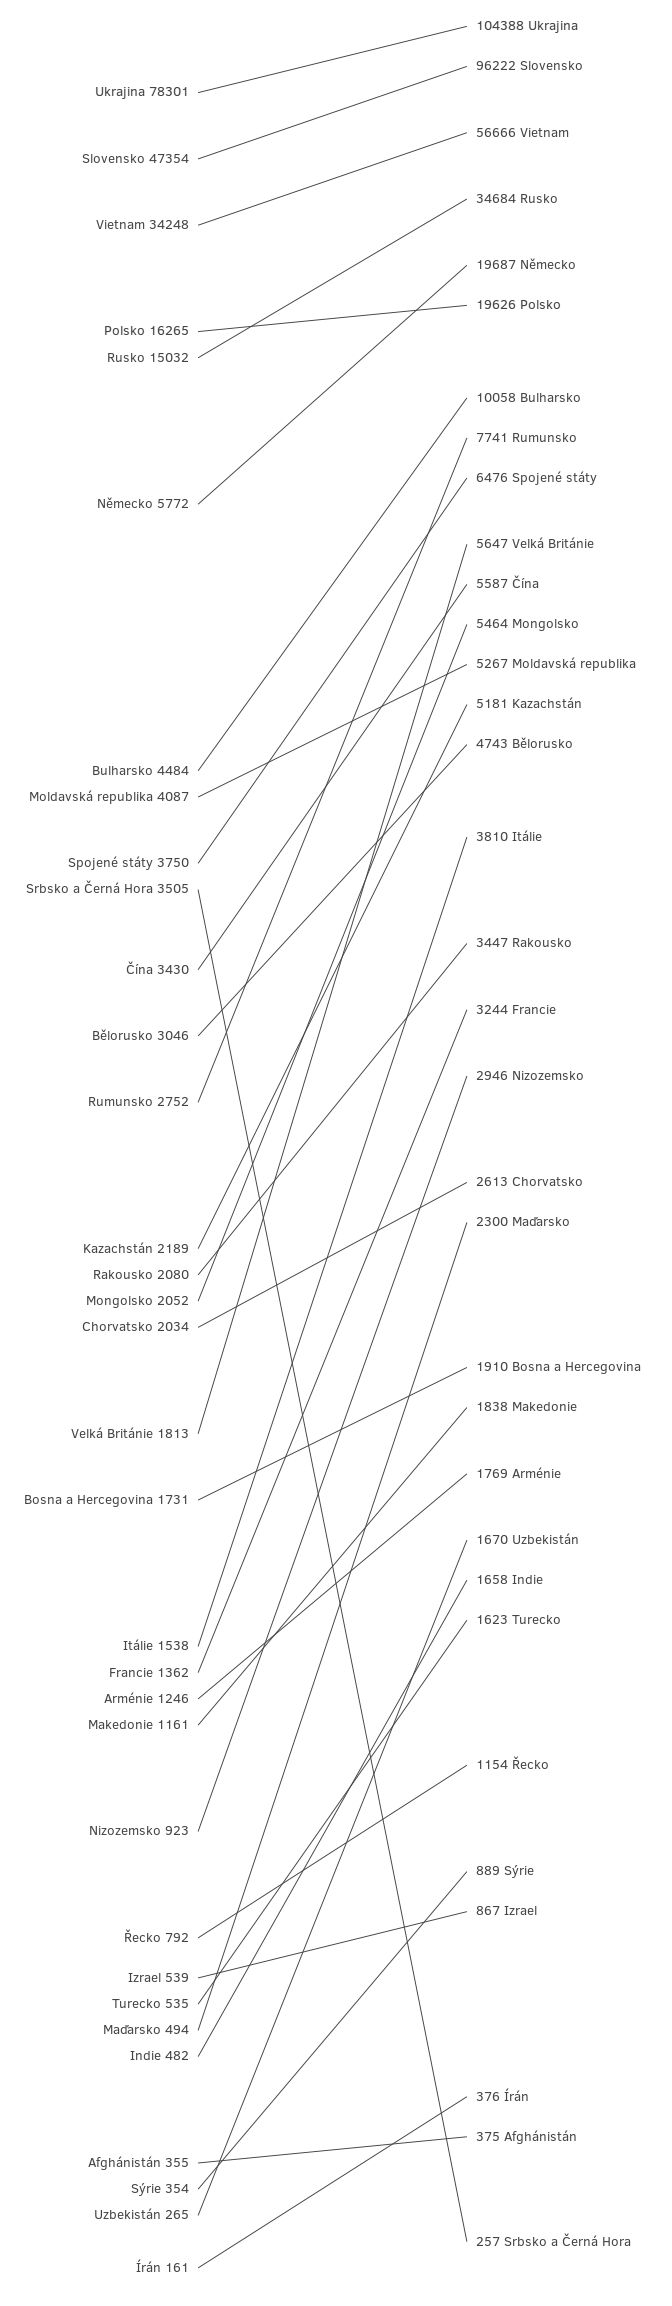 104388 Ukrajina
96222 Slovensko
Ukrajina 78301
56666 Vietnam
Slovensko 47354
34684 Rusko
Vietnam 34248
19687 Německo
19626 Polsko
Polsko 16265
Rusko 15032
10058 Bulharsko
7741 Rumunsko
6476 Spojené státy
Německo 5772
5647 Velká Británie
5587 Čína
5464 Mongolsko
5267 Moldavská republika
5181 Kazachstán
4743 Bělorusko
Bulharsko 4484
Moldavská republika 4087
3810 Itálie
Spojené státy 3750
Srbsko a Černá Hora 3505
3447 Rakousko
Čína 3430
3244 Francie
Bělorusko 3046
2946 Nizozemsko
Rumunsko 2752
2613 Chorvatsko
2300 Maďarsko
Kazachstán 2189
Rakousko 2080
Mongolsko 2052
Chorvatsko 2034
1910 Bosna a Hercegovina
1838 Makedonie
Velká Británie 1813
1769 Arménie
Bosna a Hercegovina 1731
1670 Uzbekistán
1658 Indie
1623 Turecko
Itálie 1538
Francie 1362
Arménie 1246
Makedonie 1161
1154 Řecko
Nizozemsko 923
889 Sýrie
867 Izrael
Řecko 792
Izrael 539
Turecko 535
Maďarsko 494
Indie 482
376 Írán
375 Afghánistán
Afghánistán 355
Sýrie 354
Uzbekistán 265
257 Srbsko a Černá Hora
Írán 161